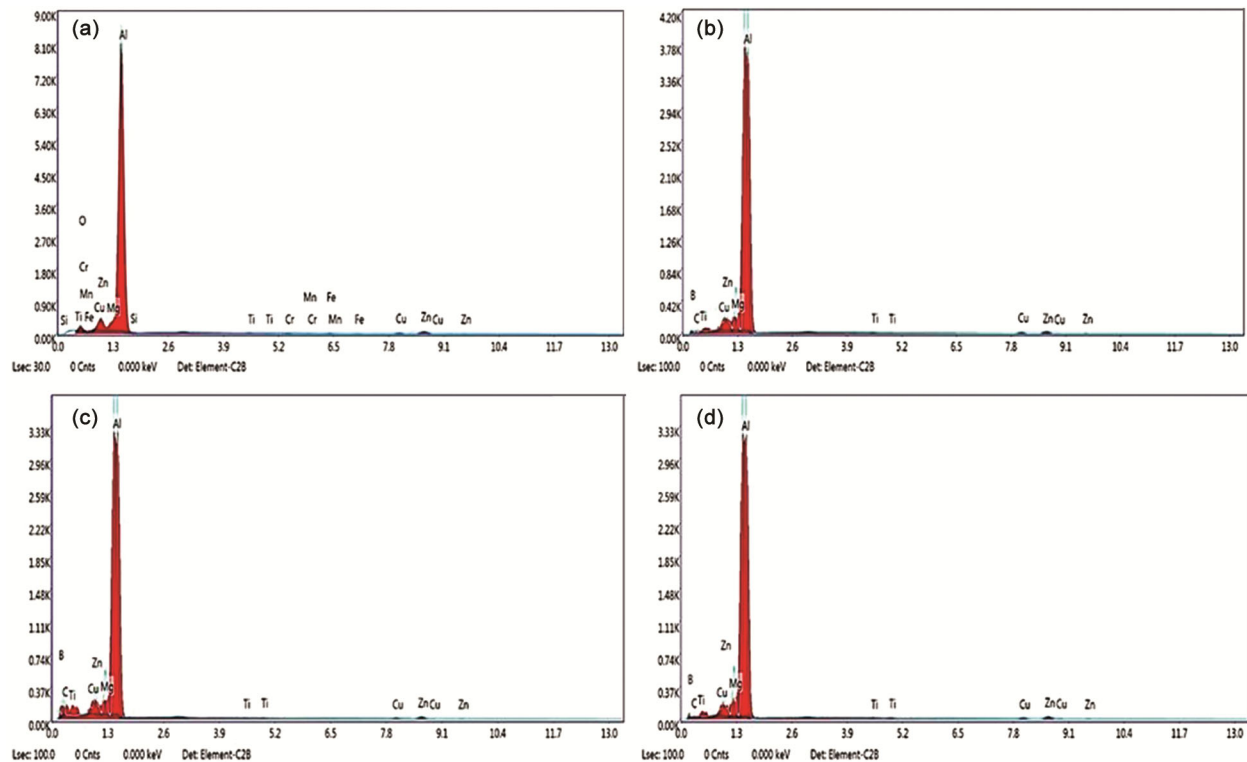 (a)
9.00K
Al
8.10K
7.20K
6.30K
5.40K
4.50K
3.60K
O
2.70K
Cr
1.80K
Zn
Mn
Mn Fe
0.90K
Cu Mg
Si Ti Fe Si Ti Ti Cr Cr Mn Fe Cu Zn Cu Zn
0.00K
0.0 1.3 2.6 3.9 5.2 6.5 7.8 9.1 10.4 11.7 13.0
Lsec: 30.0 0 Cnts 0.000 keV Det: Element-C2B
(b)
4.20K
Al
3.78K
3.36K
2.94K
2.52K
2.10K
1.68K
1.26K
0.84K
Zn
B
0.42K
Mg
C Ti Cu Ti Ti Cu Zn Cu Zn
0.00K
0.0 1.3 2.6 3.9 5.2 6.5 7.8 9.1 10.4 11.7 13.0
Lsec: 100.0 0 Cnts 0.000 keV Det: Element-C2B
(c)
Al
3.33K
2.96K
2.59K
2.22K
1.85K
1.48K
1.11K
0.74K
B
Zn
0.37K
C Ti Cu Mg Ti Ti Cu Zn Cu Zn
0.00K
0.0 1.3 2.6 3.9 5.2 6.5 7.8 9.1 10.4 11.7 13.0
Lsec: 100.0 0 Cnts 0.000 keV Det: Element-C2B
(d)
Al
3.33K
2.96K
2.59K
2.22K
1.85K
1.48K
1.11K
0.74K
Zn
B
Mg
0.37K
C Ti Cu Ti Ti Cu Zn Cu Zn
0.00K
0.0 1.3 2.6 3.9 5.2 6.5 7.8 9.1 10.4 11.7 13.0
Lsec: 100.0 0 Cnts 0.000 keV Det: Element-C2B